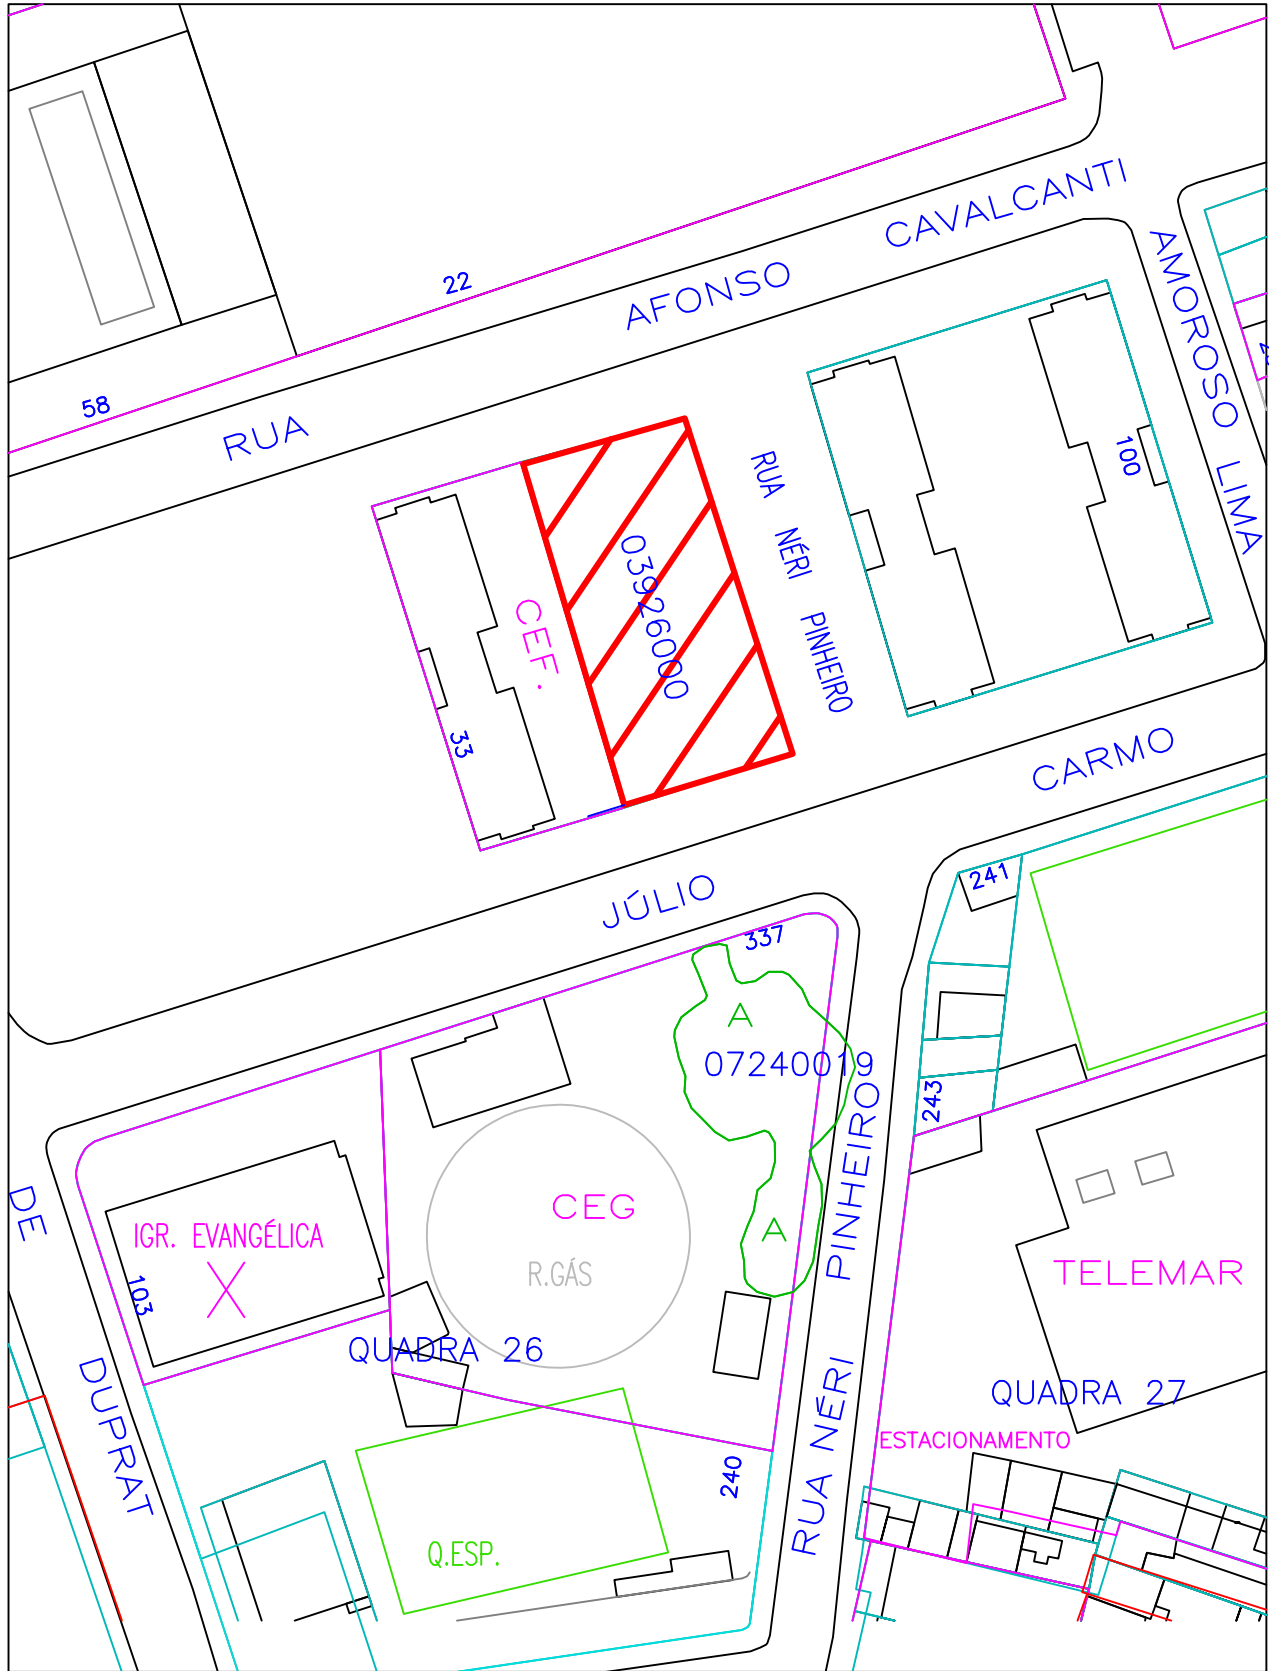 22
58
RUA AFONSO CAVALCANTI
AMOROSO LIMA
100
RUA NÉRI PINHEIRO
03926000
CEF.
33
JÚLIO CARMO
241
337
A
07240019
243
RUA NÉRI PINHEIRO
CEG
A
R.GÁS
DE DUPRAT
IGR. EVANGÉLICA
X
103
TELEMAR
QUADRA 26
QUADRA 27
ESTACIONAMENTO
240
Q.ESP.